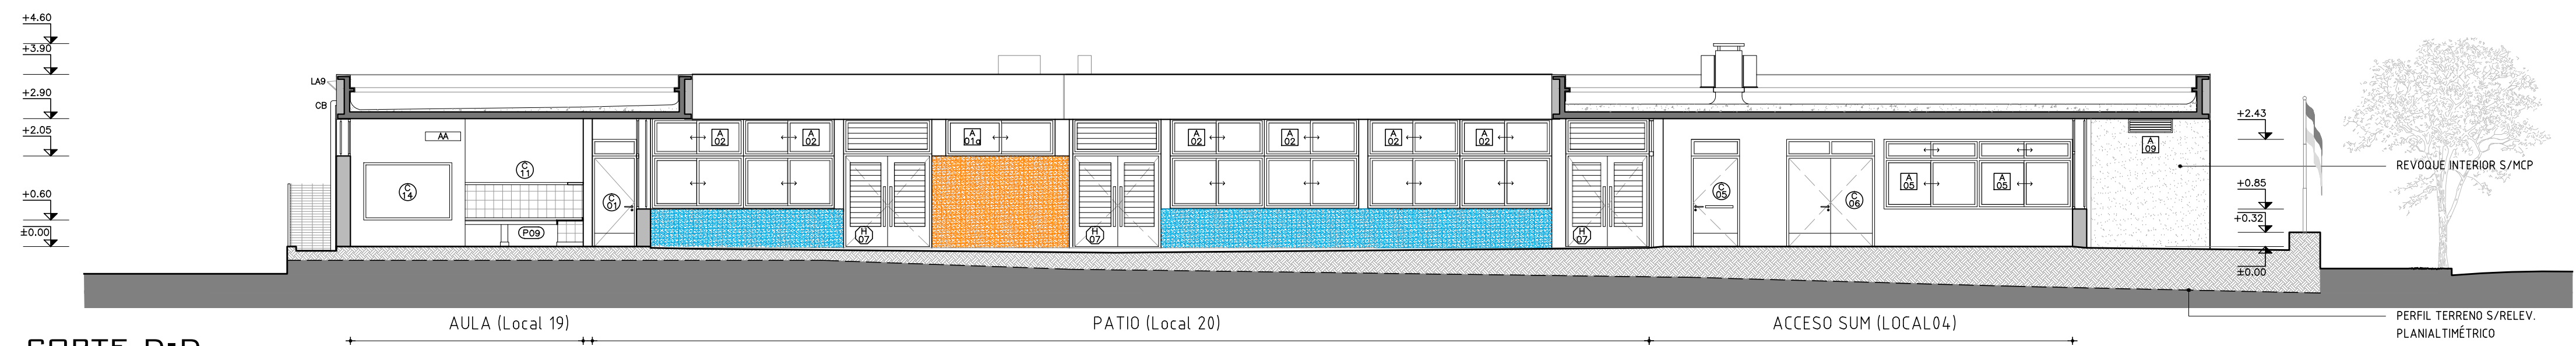 +4.60
+3.90
+2.90
+2.05
+0.60
±0.00
LA9
CB
AA
C
14
C
11
P09
C
01
A
02
A
02
H
07
A
01a
H
07
A
02
A
02
A
02
A
02
H
07
C
05
C
06
A
05
A
05
A
09
+2.43
+0.85
+0.32
±0.00
REVOQUE INTERIOR S/MCP
PERFIL TERRENO S/RELEV.
PLANIALTIMÉTRICO
AULA (Local 19)
PATIO (Local 20)
ACCESO SUM (LOCAL04)